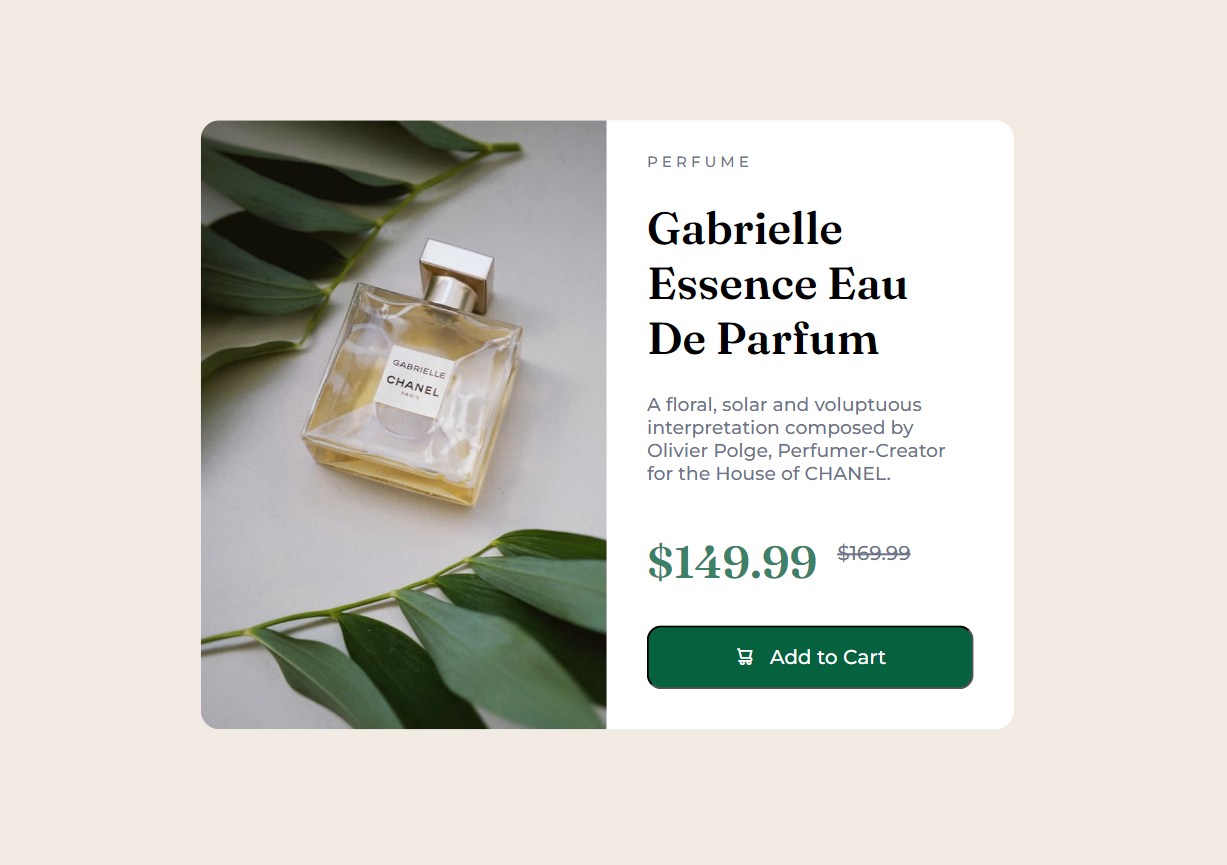 GABRIELLE
CHANEL
PARIS
PERFUME
Gabrielle
Essence Eau
De Parfum
A floral, solar and voluptuous
interpretation composed by
Olivier Polge, Perfumer-Creator
for the House of CHANEL.
$149.99 $169.99
Add to Cart